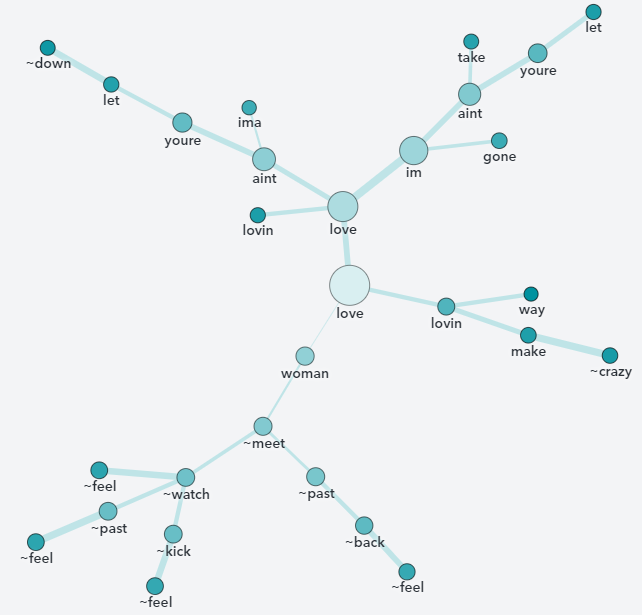 let
take
~down
youre
let
aint
ima
youre
gone
im
aint
lovin
love
love
way
lovin
make
~crazy
woman
~meet
~feel
~watch
~past
~past
~back
~kick
~feel
~feel
~feel